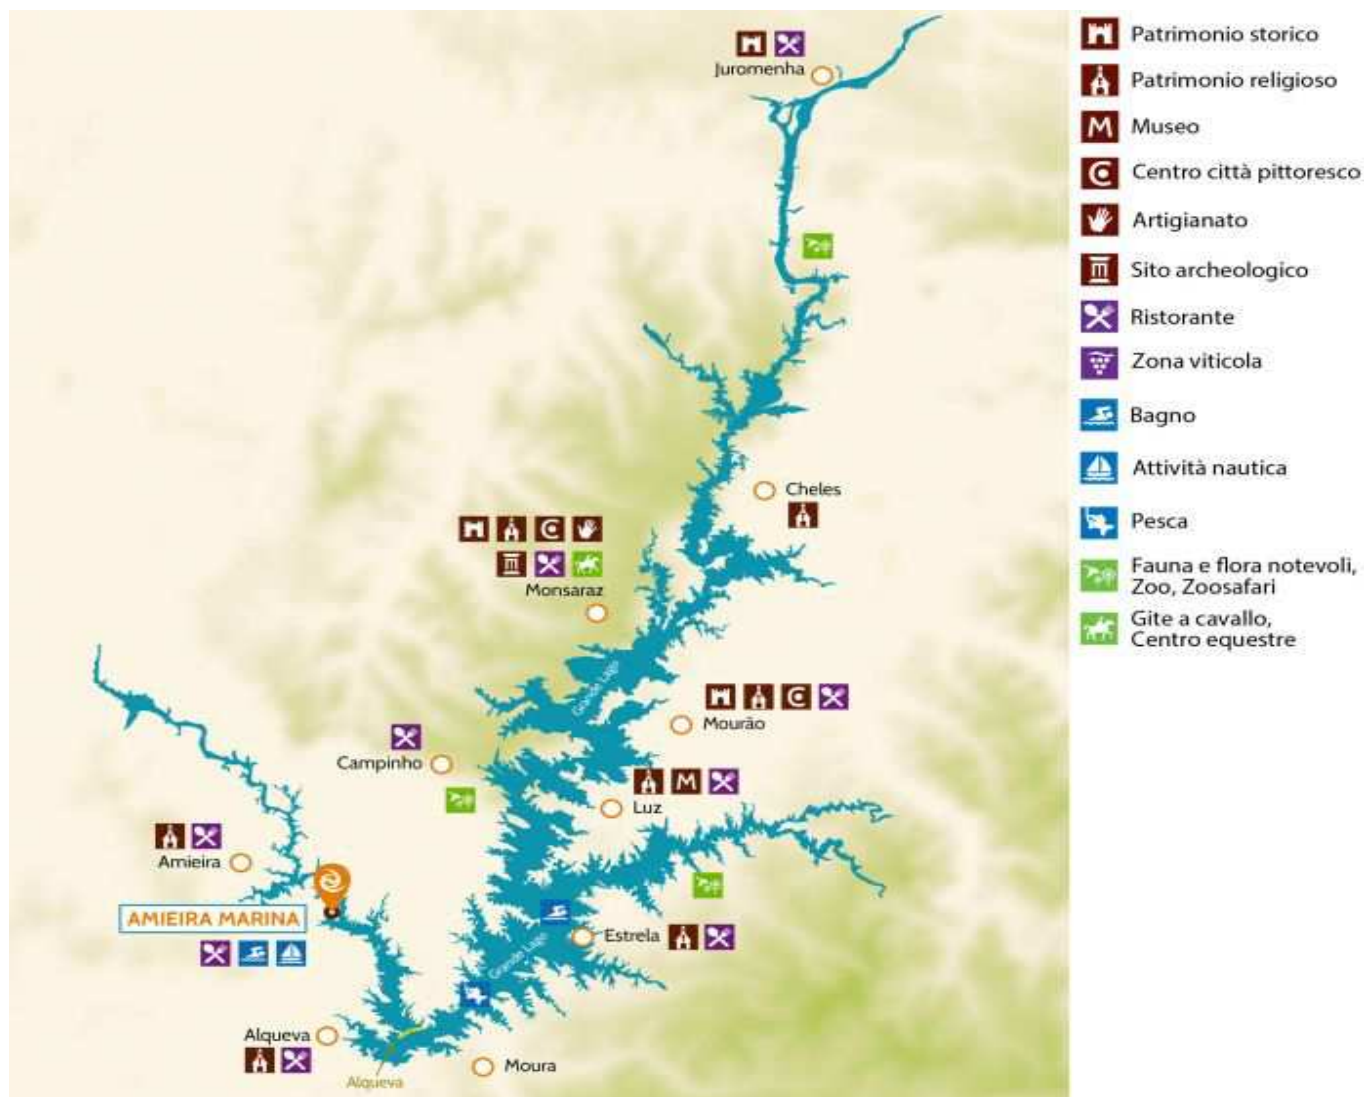 Juromenha
Cheles
Monsaraz
Grande Lago
Mourão
Campinho
Luz
Amieira
AMIEIRA MARINA
Estrela
Grande Lago
Alqueva
Moura
Alqueva
Patrimonio storico
Patrimonio religioso
M Museo
Centro città pittoresco
Artigianato
Sito archeologico
Ristorante
Zona viticola
Bagno
Attività nautica
Pesca
Fauna e flora notevoli,
Zoo, Zoosafari
Gite a cavallo,
Centro equestre